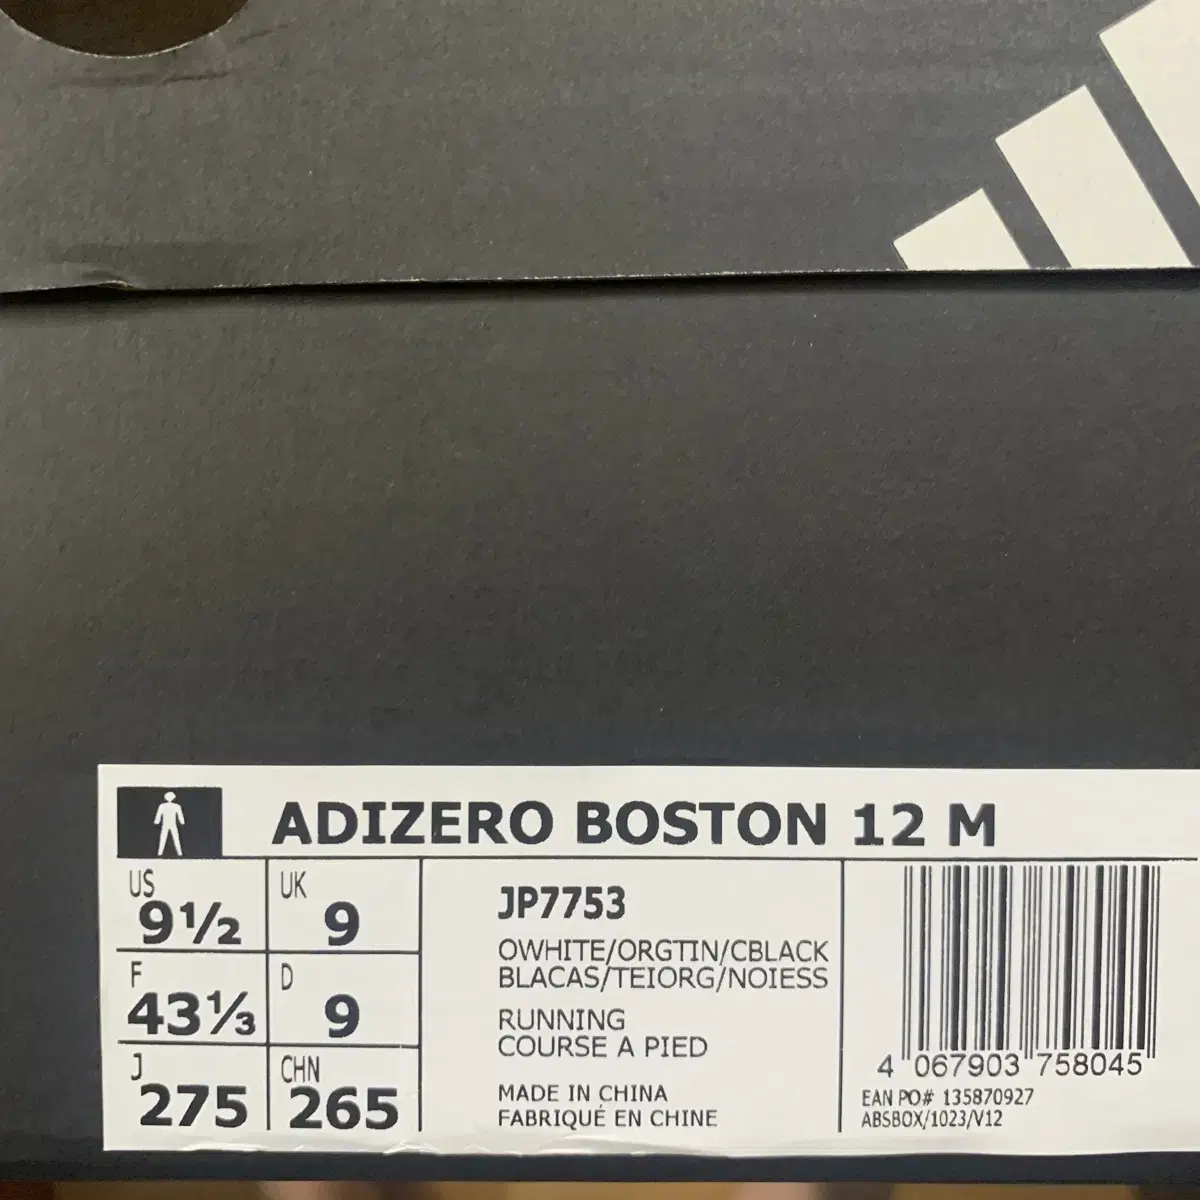 ADIZERO BOSTON 12 M
US
9½
UK
9
F
43⅓
D
9
J
275
CHN
265
JP7753
OWHITE/ORGTIN/CBLACK
BLACAS/TEIORG/NOIESS
RUNNING
COURSE A PIED
MADE IN CHINA
FABRIQUÉ EN CHINE
4 067903 758045
EAN PO# 135870927
ABSBOX/1023/V12